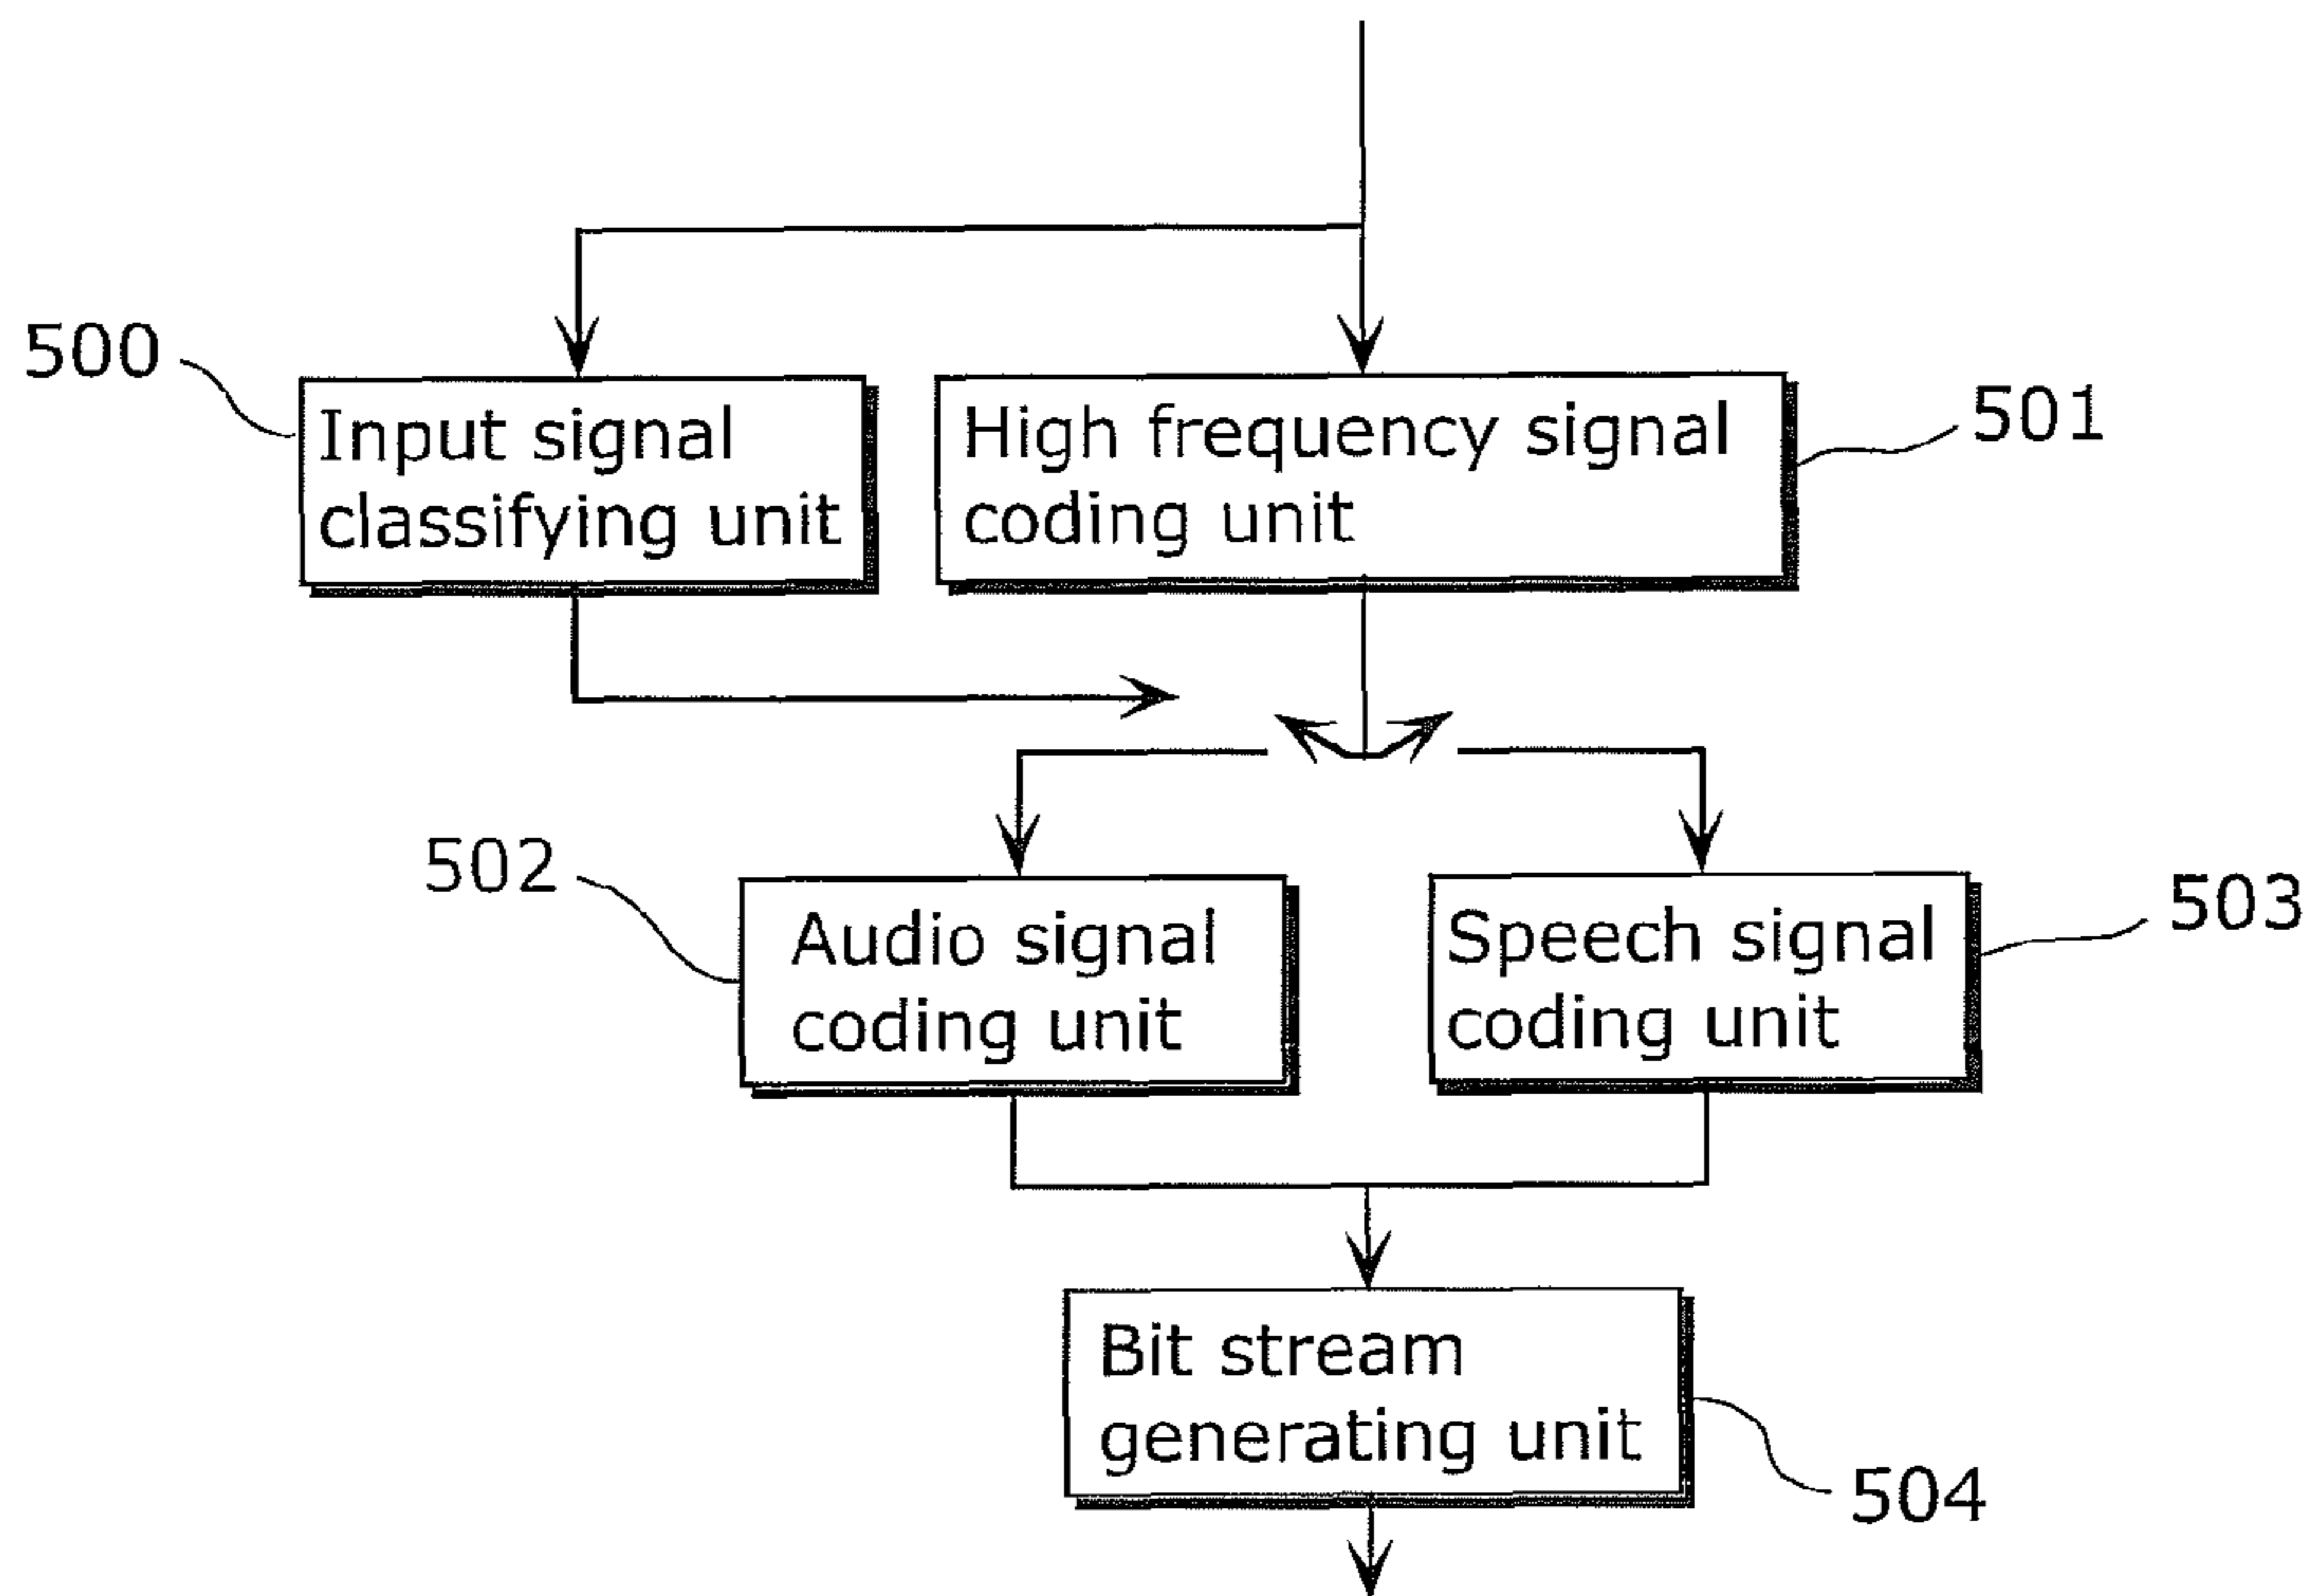 500
Input signal
classifying unit
High frequency signal
coding unit
501
502
Audio signal
coding unit
Speech signal
coding unit
503
Bit stream
generating unit
504